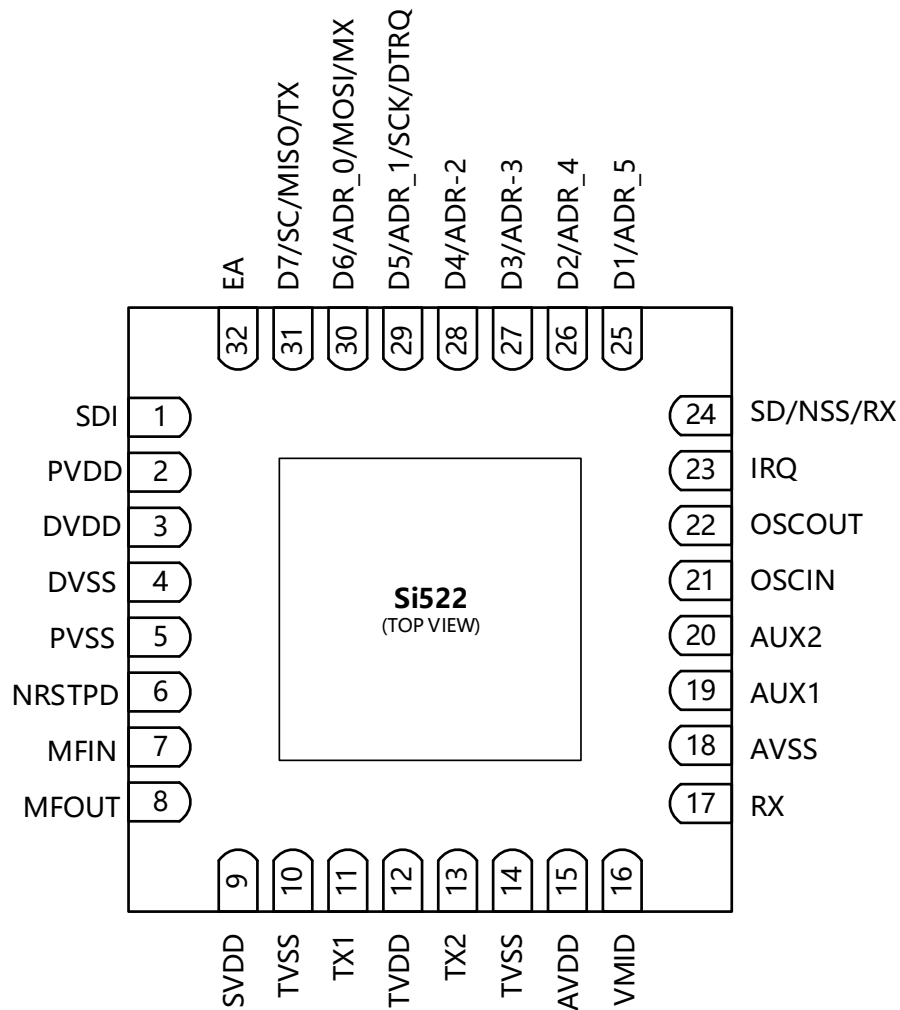 EA
D7/SC/MISO/TX
D6/ADR_0/MOSI/MX
D5/ADR_1/SCK/DTRQ
D4/ADR-2
D3/ADR-3
D2/ADR_4
D1/ADR_5
32
31
30
29
28
27
26
25
SDI 1
PVDD 2
DVDD 3
DVSS 4
PVSS 5
NRSTPD 6
MFIN 7
MFOUT 8
Si522
(TOP VIEW)
24 SD/NSS/RX
23 IRQ
22 OSCOUT
21 OSCIN
20 AUX2
19 AUX1
18 AVSS
17 RX
9
10
11
12
13
14
15
16
SVDD
TVSS
TX1
TVDD
TX2
TVSS
AVDD
VMID